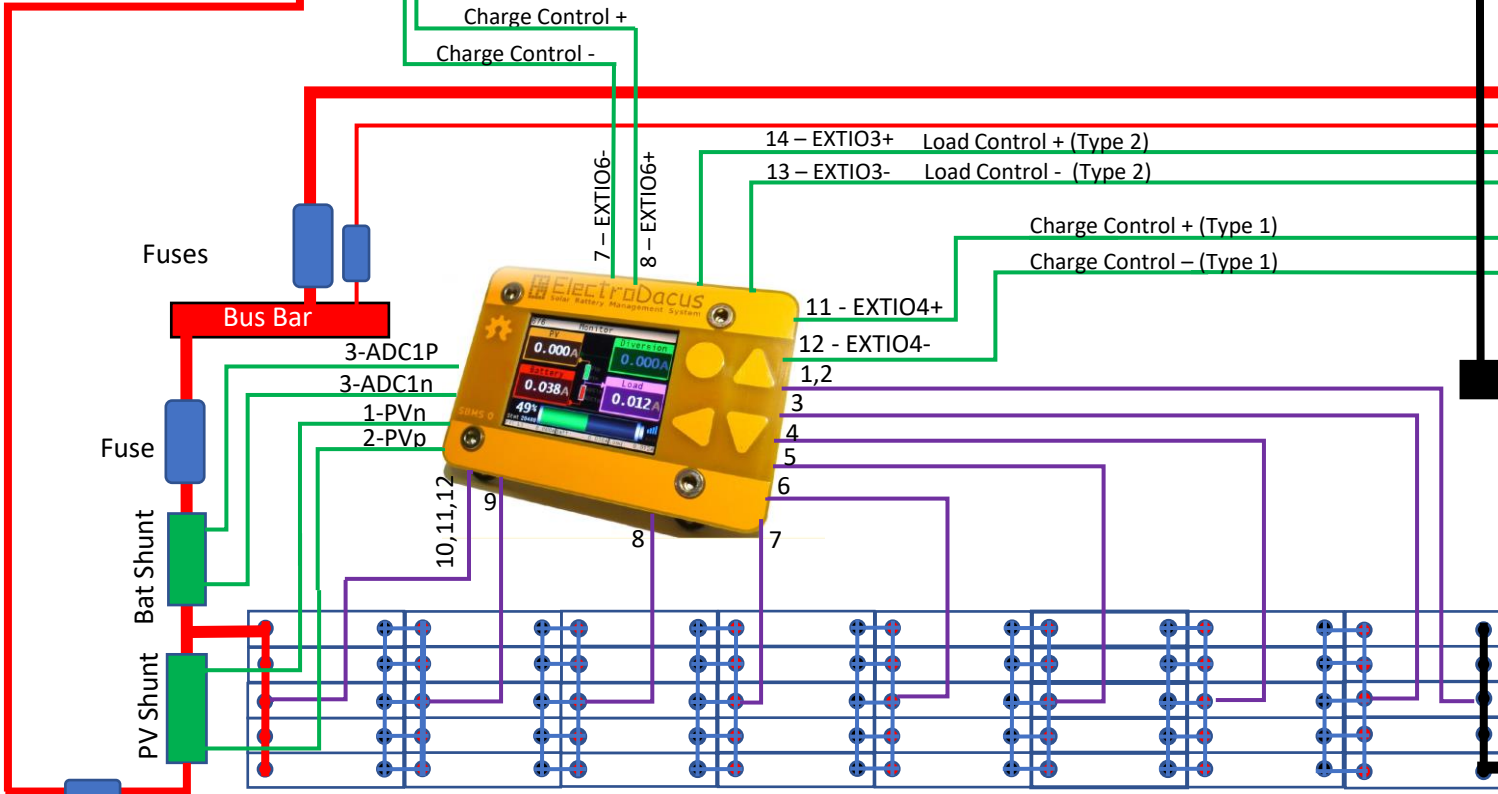 Charge Control +
Charge Control -
7 – EXTIO6-
8 – EXTIO6+
14 – EXTIO3+ Load Control + (Type 2)
13 – EXTIO3- Load Control - (Type 2)
Charge Control + (Type 1)
Charge Control – (Type 1)
Fuses
Bus Bar
11 - EXTIO4+
12 - EXTIO4-
3-ADC1P
3-ADC1n
1-PVn
2-PVp
1,2
3
4
5
6
7
8
9
10,11,12
ElectroDacus
Solar Battery Management System
Monitor
PV
0.000A
Diversion
0.000A
Battery
0.038A
Load
0.012A
49%
SBMS 0
Fuse
Bat Shunt
PV Shunt